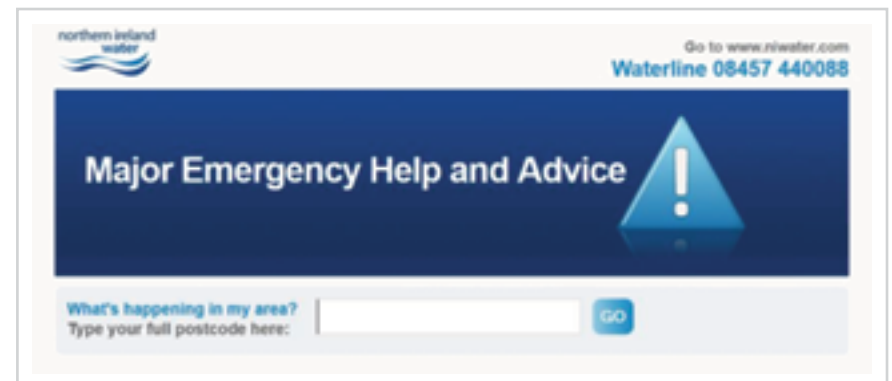 northern ireland
water
Go to www.niwater.com
Waterline 08457 440088
Major Emergency Help and Advice
!
What's happening in my area?
Type your full postcode here:
GO